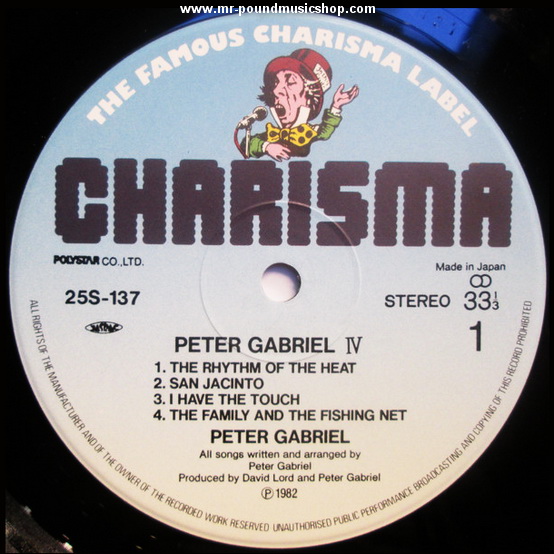 www.mr-poundmusicshop.com
THE FAMOUS CHARISMA LABEL
CHARISMA
POLYSTAR CO.,LTD.
Made in Japan
25S-137
STEREO 33 1/3
1
PETER GABRIEL IV
1. THE RHYTHM OF THE HEAT
2. SAN JACINTO
3. I HAVE THE TOUCH
4. THE FAMILY AND THE FISHING NET
PETER GABRIEL
All songs written and arranged by
Peter Gabriel
Produced by David Lord and Peter Gabriel
℗ 1982
ALL RIGHTS OF THE MANUFACTURER AND OF THE OWNER OF THE RECORDED WORK RESERVED UNAUTHORISED PUBLIC PERFORMANCE BROADCASTING AND COPYING OF THIS RECORD PROHIBITED